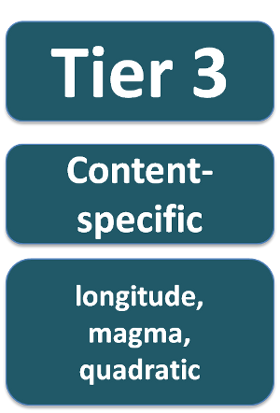 Tier 3
Content-
specific
longitude,
magma,
quadratic